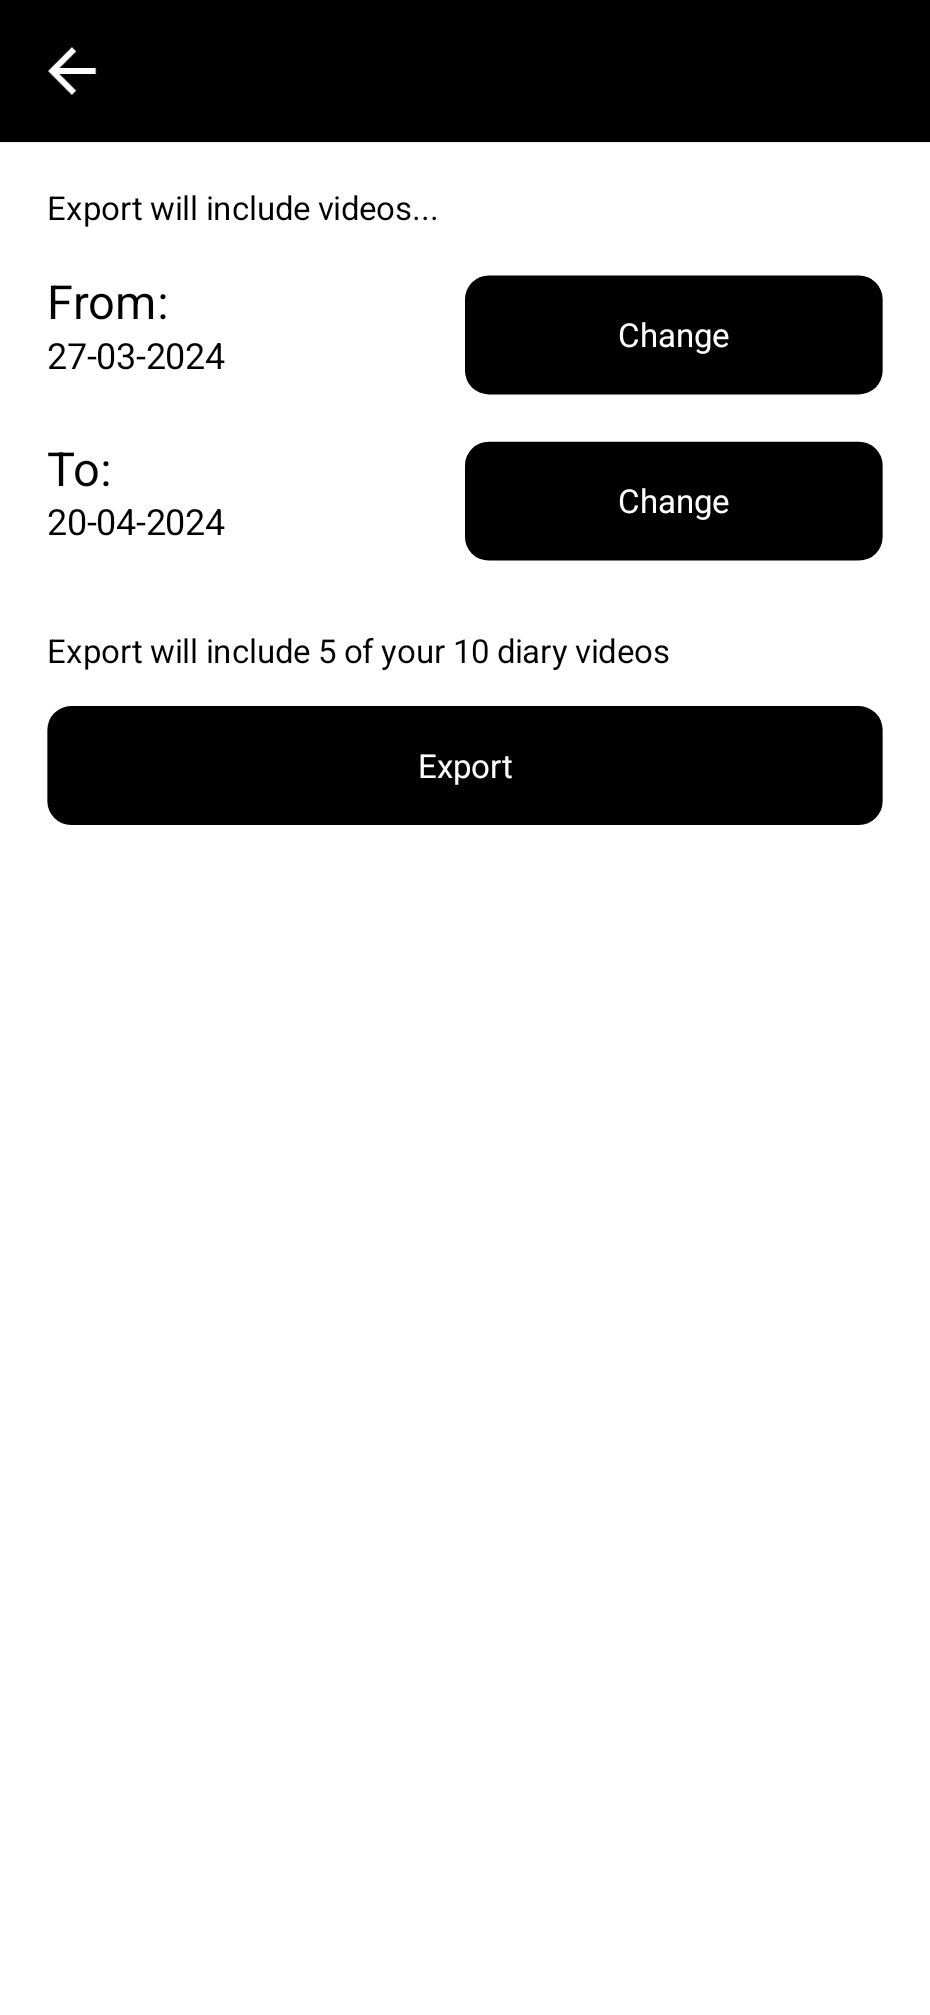 Export will include videos...
From:
27-03-2024
Change
To:
20-04-2024
Change
Export will include 5 of your 10 diary videos
Export